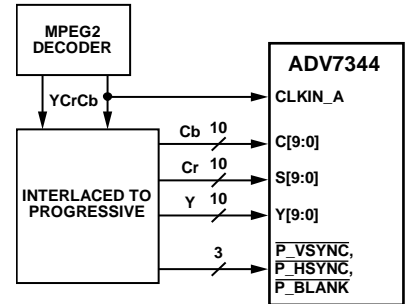 MPEG2
DECODER
YCrCb
INTERLACED TO
PROGRESSIVE
Cb 10
Cr 10
Y 10
3
ADV7344
CLKIN_A
C[9:0]
S[9:0]
Y[9:0]
P_VSYNC,
P_HSYNC,
P_BLANK